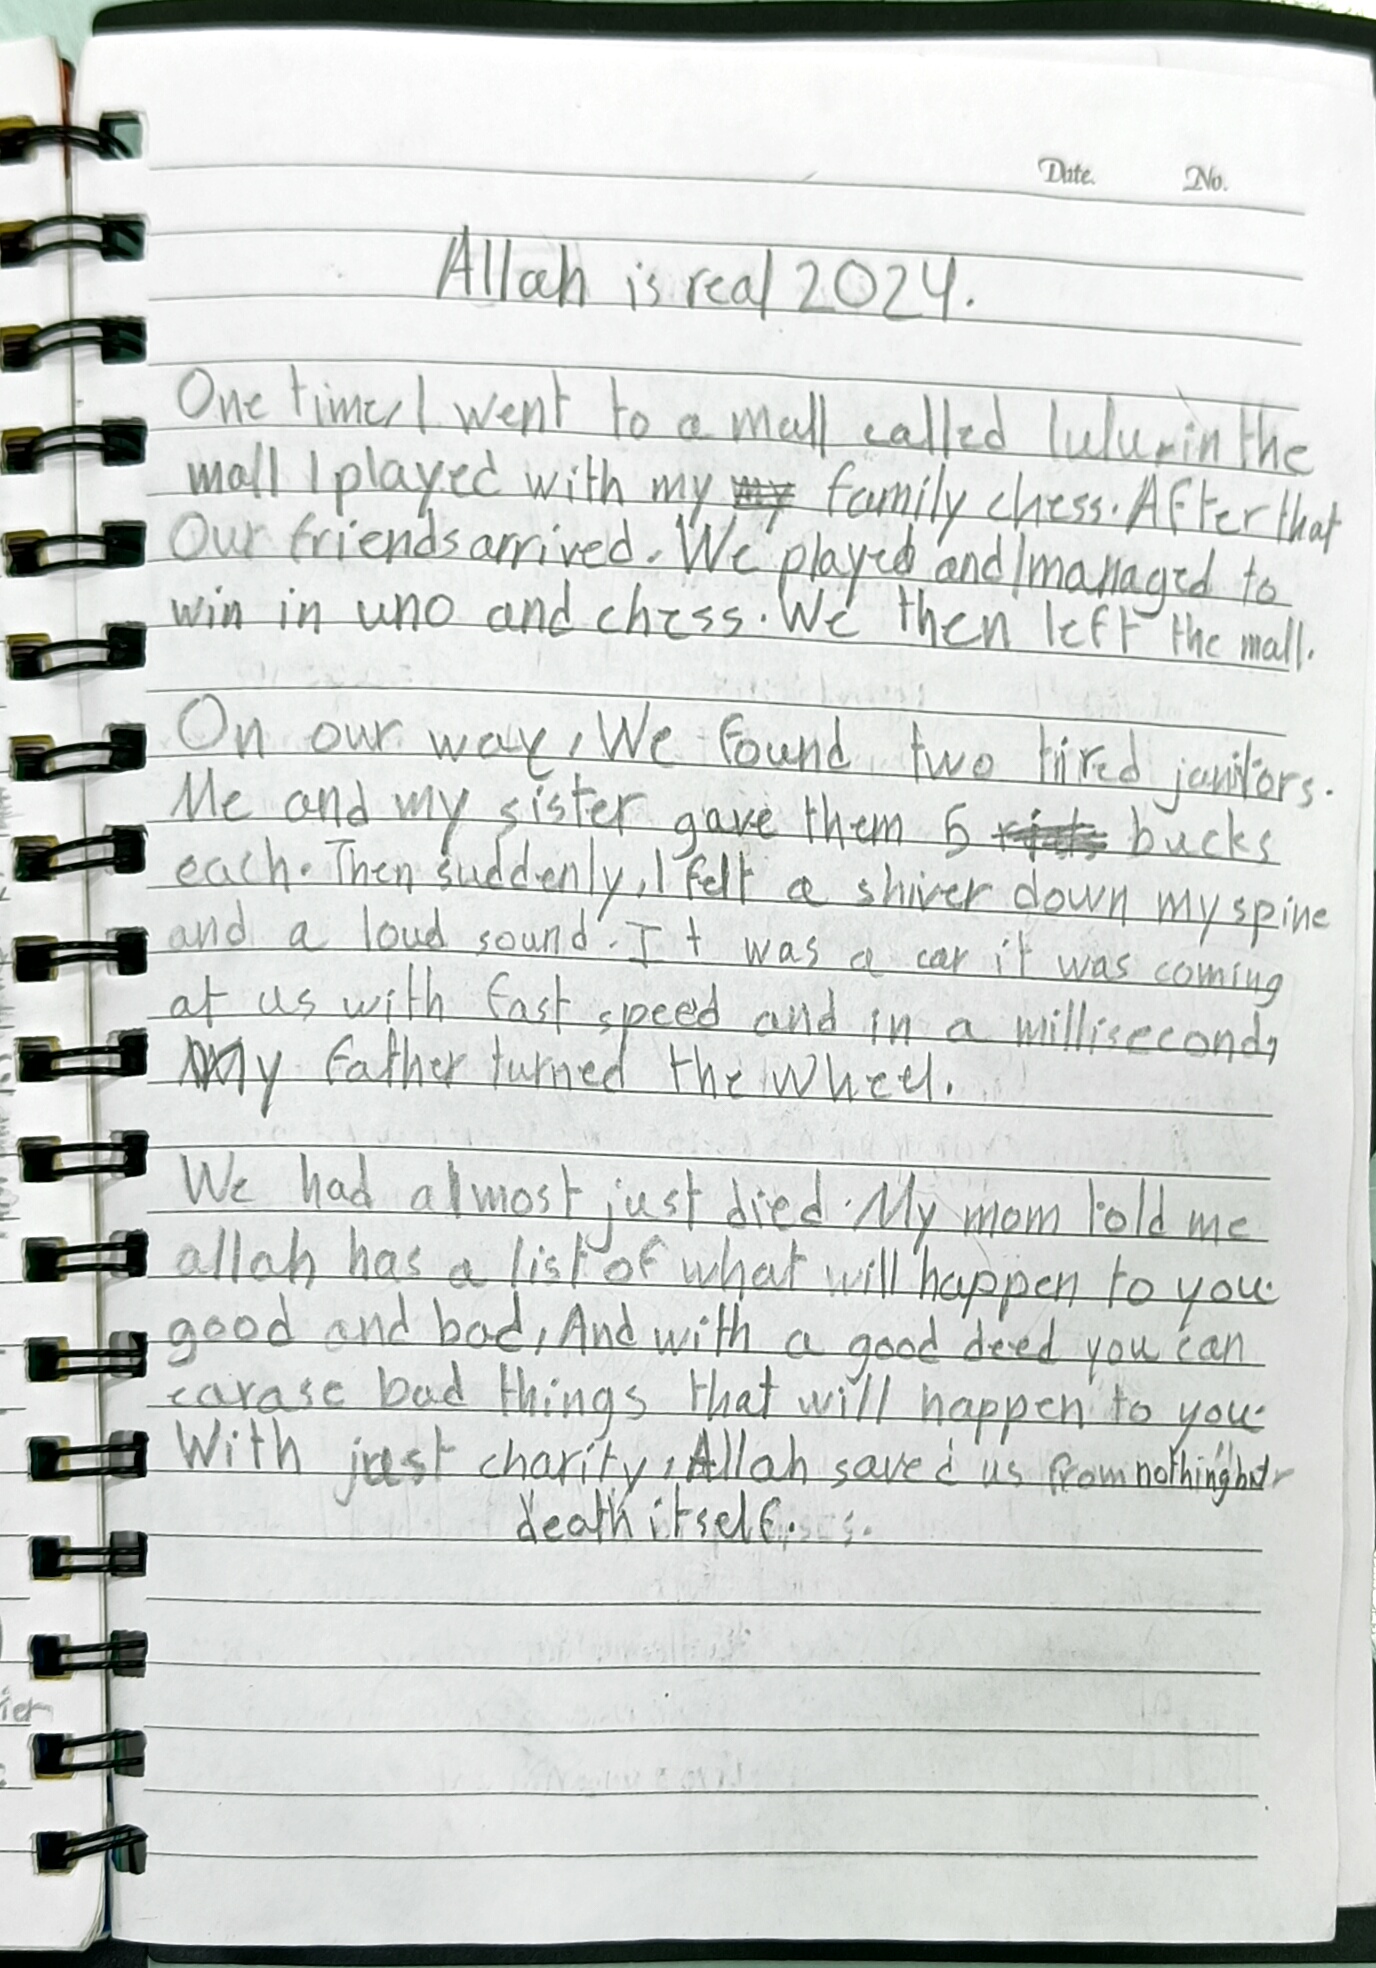 Date. No.
Allah is real 2024.
One time, I went to a mall called lulu. in the
mall I played with my family chess. After that
Our friends arrived. We played and I managed to
win in uno and chess. We then left the mall.
On our way, We found two tired janitors.
Me and my sister gave them 5 bucks
each. Then suddenly, I felt a shiver down my spine
and a loud sound. It was a car it was coming
at us with fast speed and in a millisecond,
My father turned the wheel.
We had almost just died. My mom told me
allah has a list of what will happen to you.
good and bad, And with a good deed you can
earase bad things that will happen to you.
With just charity, Allah saved us from nothing but
death itself.